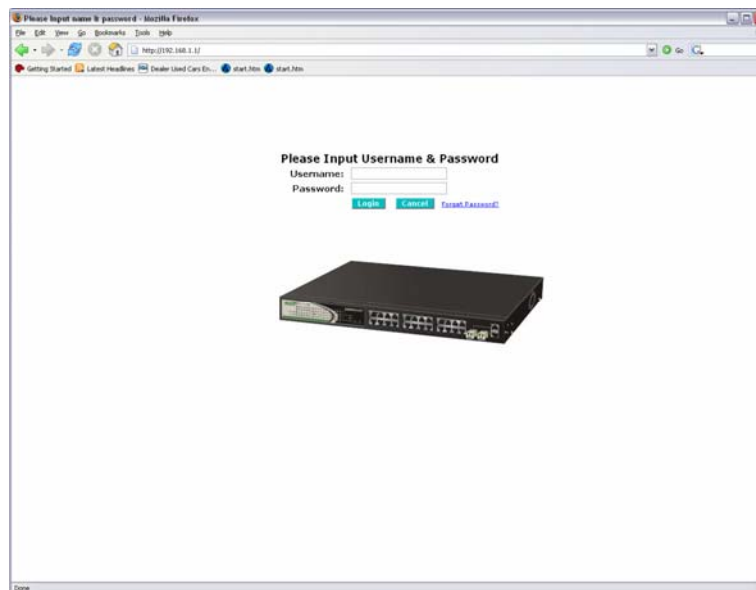 Please Input name & password - Mozilla Firefox
File Edit View Go Bookmarks Tools Help
http://192.168.1.1/
Go
Getting Started Latest Headlines Dealer Used Cars En... start.htm start.htm
Please Input Username & Password
Username:
Password:
Login Cancel Forget Password?
Done